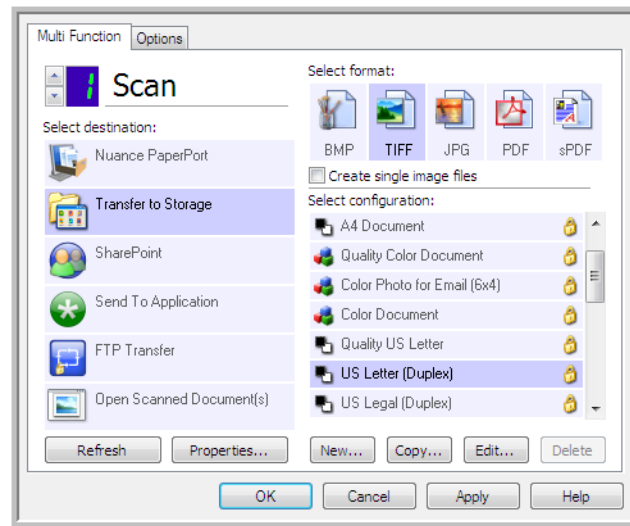 Multi Function
Options
1
Scan
Select destination:
Nuance PaperPort
Transfer to Storage
SharePoint
Send To Application
FTP Transfer
Open Scanned Document(s)
Refresh
Properties...
Select format:
BMP
TIFF
JPG
PDF
sPDF
Create single image files
Select configuration:
A4 Document
Quality Color Document
Color Photo for Email (6x4)
Color Document
Quality US Letter
US Letter (Duplex)
US Legal (Duplex)
New...
Copy...
Edit...
Delete
OK
Cancel
Apply
Help